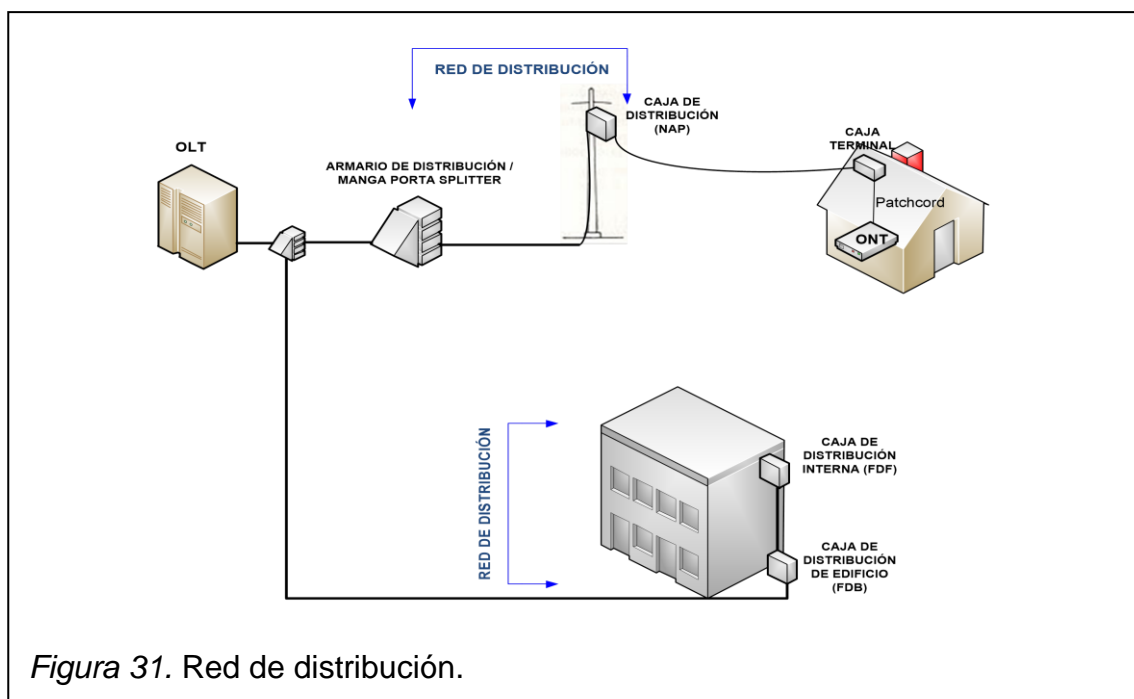 RED DE DISTRIBUCIÓN
CAJA DE
DISTRIBUCIÓN
(NAP)
CAJA
TERMINAL
OLT
ARMARIO DE DISTRIBUCIÓN /
MANGA PORTA SPLITTER
Patchcord
ONT
RED DE DISTRIBUCIÓN
CAJA DE
DISTRIBUCIÓN
INTERNA (FDF)
CAJA DE
DISTRIBUCIÓN
DE EDIFICIO
(FDB)
Figura 31. Red de distribución.